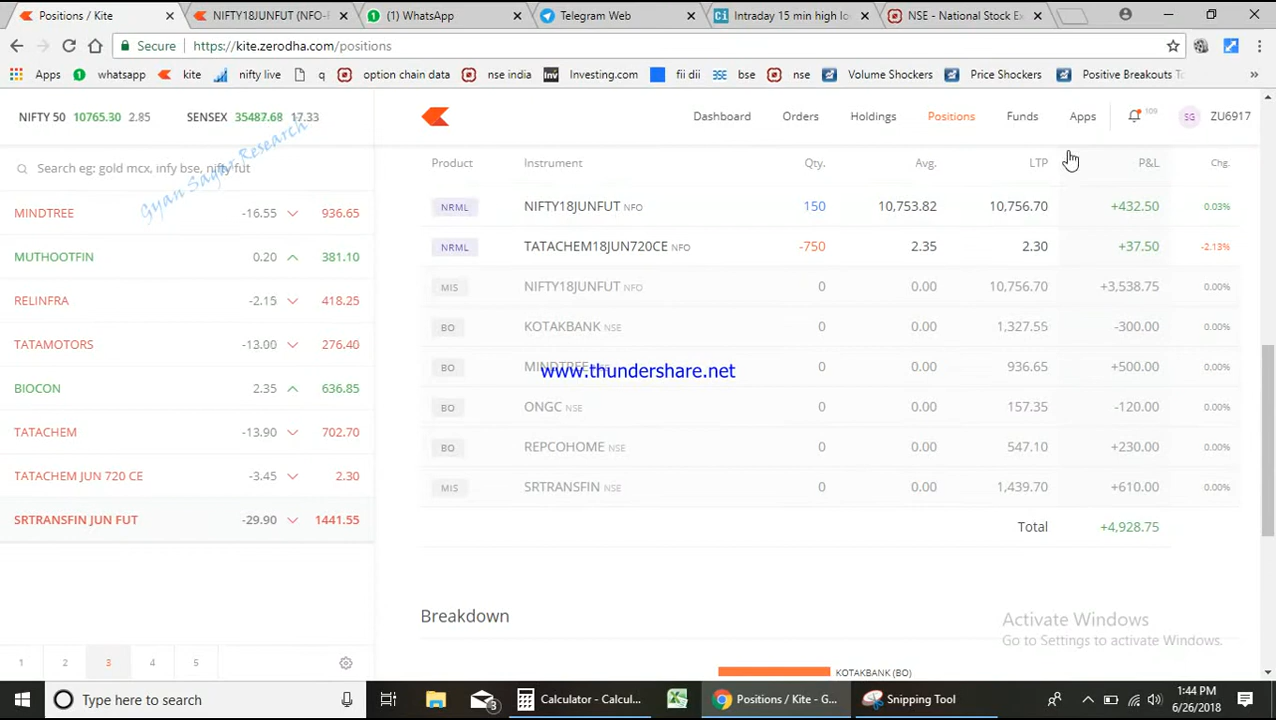 Positions / Kite
NIFTY18JUNFUT (NFO-F
(1) WhatsApp
Telegram Web
Intraday 15 min high lo
NSE - National Stock Ex
Secure
https://kite.zerodha.com/positions
Apps
whatsapp
kite
nifty live
q
option chain data
nse india
Inv
Investing.com
fii dii
bse
nse
Volume Shockers
Price Shockers
Positive Breakouts
NIFTY 50 10765.30 2.85
SENSEX 35487.68 17.33
Dashboard
Orders
Holdings
Positions
Funds
Apps
109
SG
ZU6917
Search eg: gold mcx, infy bse, nifty fut
Gyan Sagar Research
MINDTREE -16.55 936.65
MUTHOOTFIN 0.20 381.10
RELINFRA -2.15 418.25
TATAMOTORS -13.00 276.40
BIOCON 2.35 636.85
TATACHEM -13.90 702.70
TATACHEM JUN 720 CE -3.45 2.30
SRTRANSFIN JUN FUT -29.90 1441.55
1 2 3 4 5
Product Instrument Qty. Avg. LTP P&L Chg.
NRML NIFTY18JUNFUT NFO 150 10,753.82 10,756.70 +432.50 0.03%
NRML TATACHEM18JUN720CE NFO -750 2.35 2.30 +37.50 -2.13%
MIS NIFTY18JUNFUT NFO 0 0.00 10,756.70 +3,538.75 0.00%
BO KOTAKBANK NSE 0 0.00 1,327.55 -300.00 0.00%
BO MINDTREE 0 0.00 936.65 +500.00 0.00%
www.thundershare.net
BO ONGC NSE 0 0.00 157.35 -120.00 0.00%
BO REPCOHOME NSE 0 0.00 547.10 +230.00 0.00%
MIS SRTRANSFIN NSE 0 0.00 1,439.70 +610.00 0.00%
Total +4,928.75
Breakdown
Activate Windows
Go to Settings to activate Windows.
KOTAKBANK (BO)
Type here to search
3
Calculator - Calcul...
Positions / Kite - G...
Snipping Tool
1:44 PM
6/26/2018